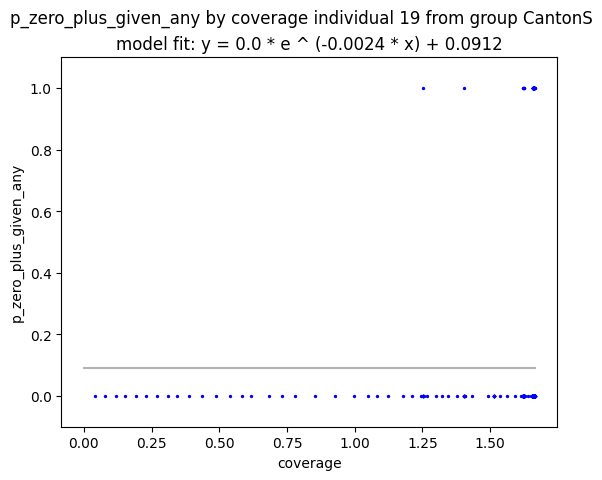 p_zero_plus_given_any by coverage individual 19 from group CantonS
model fit: y = 0.0 * e ^ (-0.0024 * x) + 0.0912
1.0
0.8
0.6
0.4
0.2
0.0
p_zero_plus_given_any
0.00 0.25 0.50 0.75 1.00 1.25 1.50
coverage